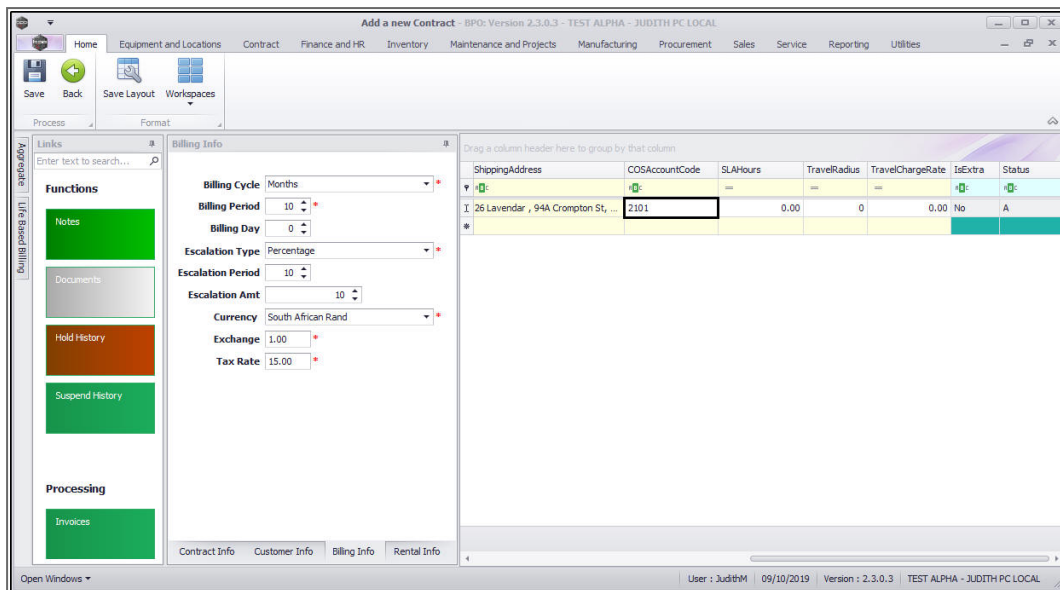 Add a new Contract - BPO: Version 2.3.0.3 - TEST ALPHA - JUDITH PC LOCAL
Home Equipment and Locations Contract Finance and HR Inventory Maintenance and Projects Manufacturing Procurement Sales Service Reporting Utilities
Save Back Save Layout Workspaces
Process Format
Aggregate
Life Based Billing
Links
Enter text to search...
Functions
Notes
Documents
Hold History
Suspend History
Processing
Invoices
Billing Info
Billing Cycle Months *
Billing Period 10 *
Billing Day 0
Escalation Type Percentage *
Escalation Period 10
Escalation Amt 10
Currency South African Rand *
Exchange 1.00 *
Tax Rate 15.00 *
Contract Info Customer Info Billing Info Rental Info
Drag a column header here to group by that column
ShippingAddress COSAccountCode SLAHours TravelRadius TravelChargeRate IsExtra Status
26 Lavendar , 94A Crompton St, ... 2101 0.00 0 0.00 No A
Open Windows User : JudithM 09/10/2019 Version : 2.3.0.3 TEST ALPHA - JUDITH PC LOCAL